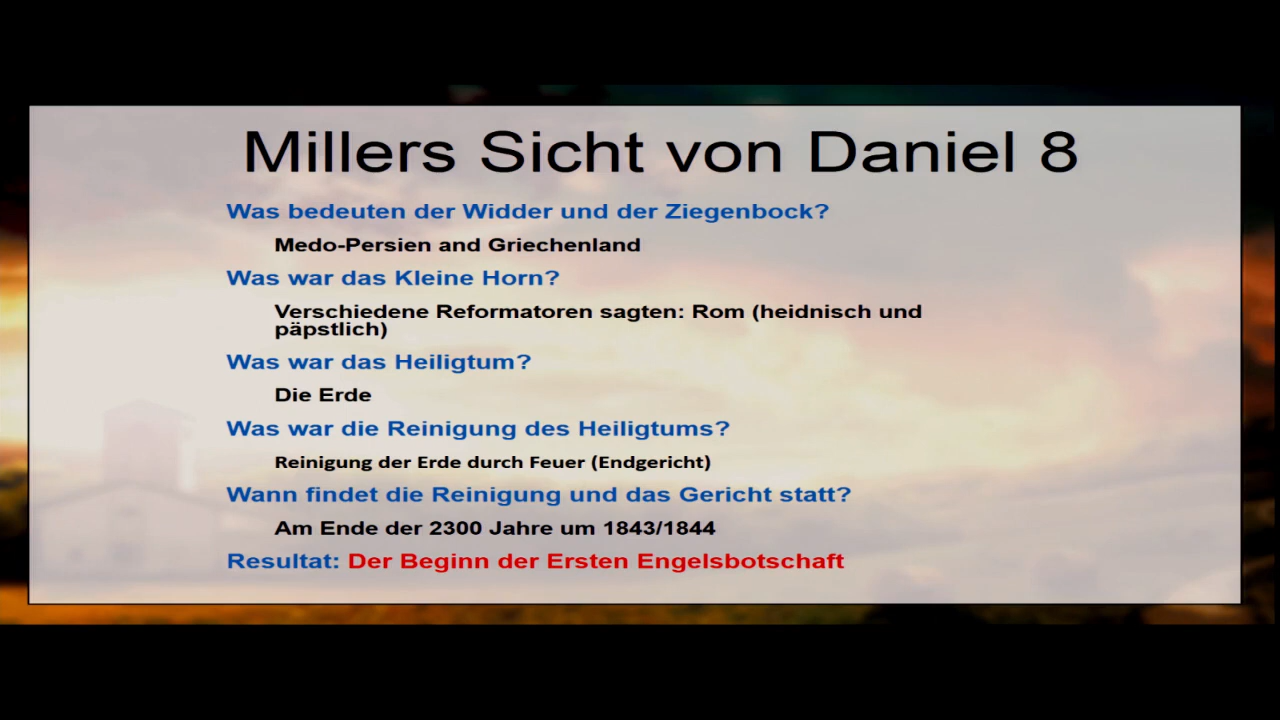 Millers Sicht von Daniel 8
Was bedeuten der Widder und der Ziegenbock?
Medo-Persien and Griechenland
Was war das Kleine Horn?
Verschiedene Reformatoren sagten: Rom (heidnisch und
päpstlich)
Was war das Heiligtum?
Die Erde
Was war die Reinigung des Heiligtums?
Reinigung der Erde durch Feuer (Endgericht)
Wann findet die Reinigung und das Gericht statt?
Am Ende der 2300 Jahre um 1843/1844
Resultat: Der Beginn der Ersten Engelsbotschaft